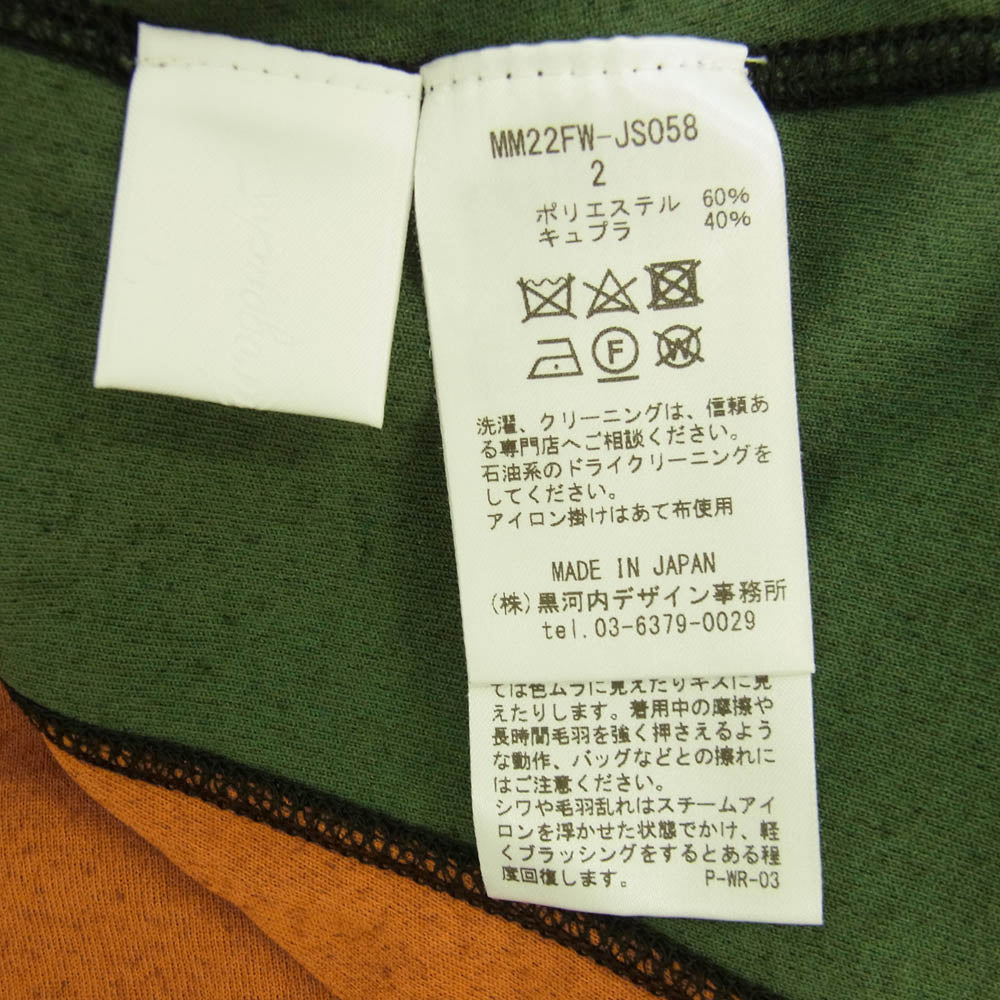 MM22FW-JS058
2
ポリエステル 60%
キュプラ 40%
F
W
洗濯、クリーニングは、信頼あ
る専門店へご相談ください。
石油系のドライクリーニングを
してください。
アイロン掛けはあて布使用
MADE IN JAPAN
(株)黒河内デザイン事務所
tel.03-6379-0029
ては色ムラに見えたりキズに見
えたりします。着用中の摩擦や
長時間毛羽を強く押さえるよう
な動作、バッグなどとの擦れに
はご注意ください。
シワや毛羽乱れはスチームアイ
ロンを浮かせた状態でかけ、軽
くブラッシングをするとある程
度回復します。 P-WR-03